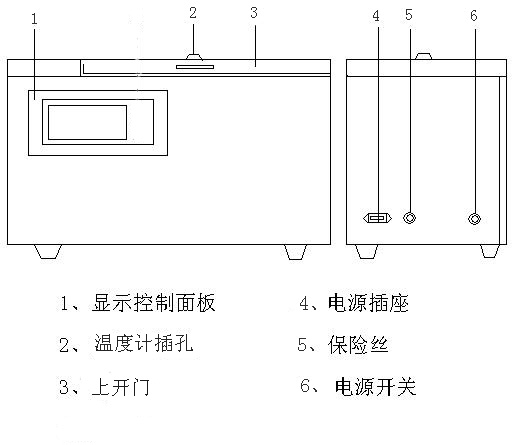 1 2 3 4 5 6
1、显示控制面板
2、温度计插孔
3、上开门
4、电源插座
5、保险丝
6、电源开关